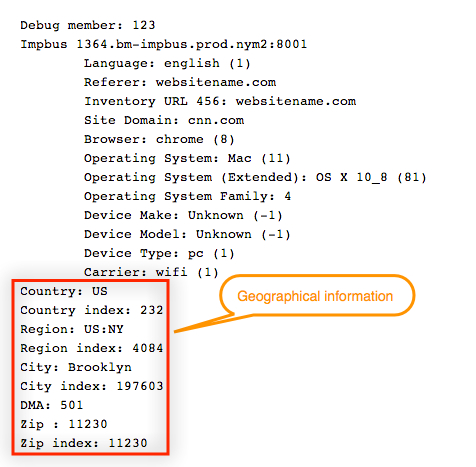 Debug member: 123
Impbus 1364.bm-impbus.prod.nym2:8001
Language: english (1)
Referer: websitename.com
Inventory URL 456: websitename.com
Site Domain: cnn.com
Browser: chrome (8)
Operating System: Mac (11)
Operating System (Extended): OS X 10_8 (81)
Operating System Family: 4
Device Make: Unknown (-1)
Device Model: Unknown (-1)
Device Type: pc (1)
Carrier: wifi (1)
Country: US
Country index: 232
Region: US:NY
Region index: 4084
City: Brooklyn
City index: 197603
DMA: 501
Zip : 11230
Zip index: 11230
Geographical information